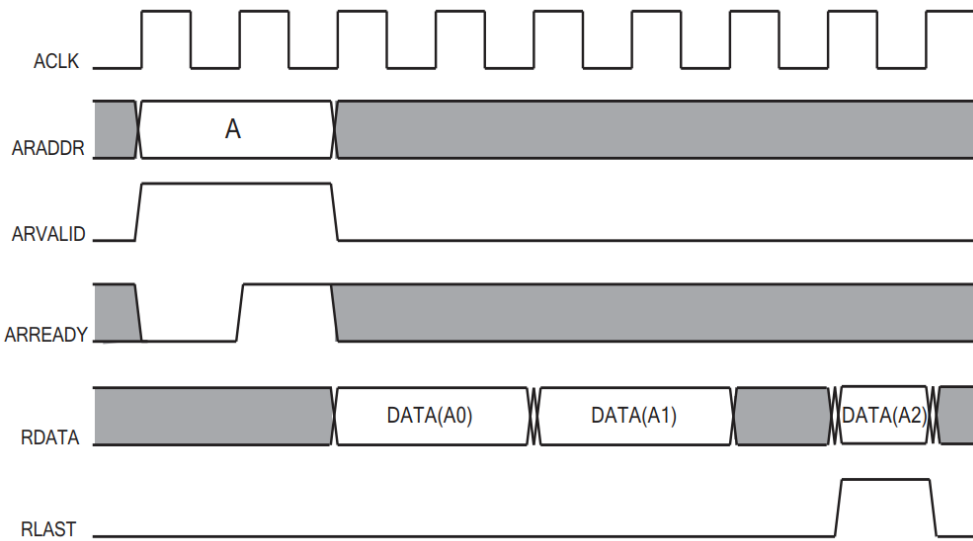 ACLK
ARADDR
A
ARVALID
ARREADY
RDATA
DATA(A0)
DATA(A1)
DATA(A2)
RLAST